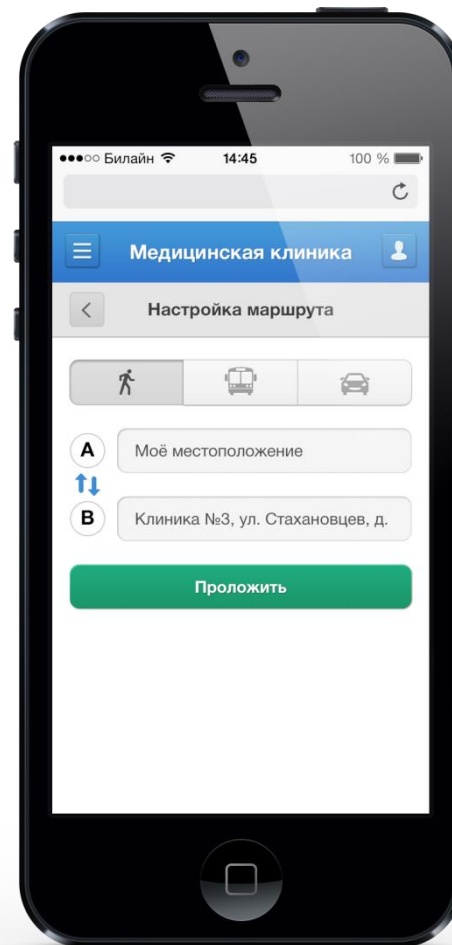 ●●●○○ Билайн 14:45 100 %
Медицинская клиника
Настройка маршрута
A Моё местоположение
B Клиника №3, ул. Стахановцев, д.
Проложить